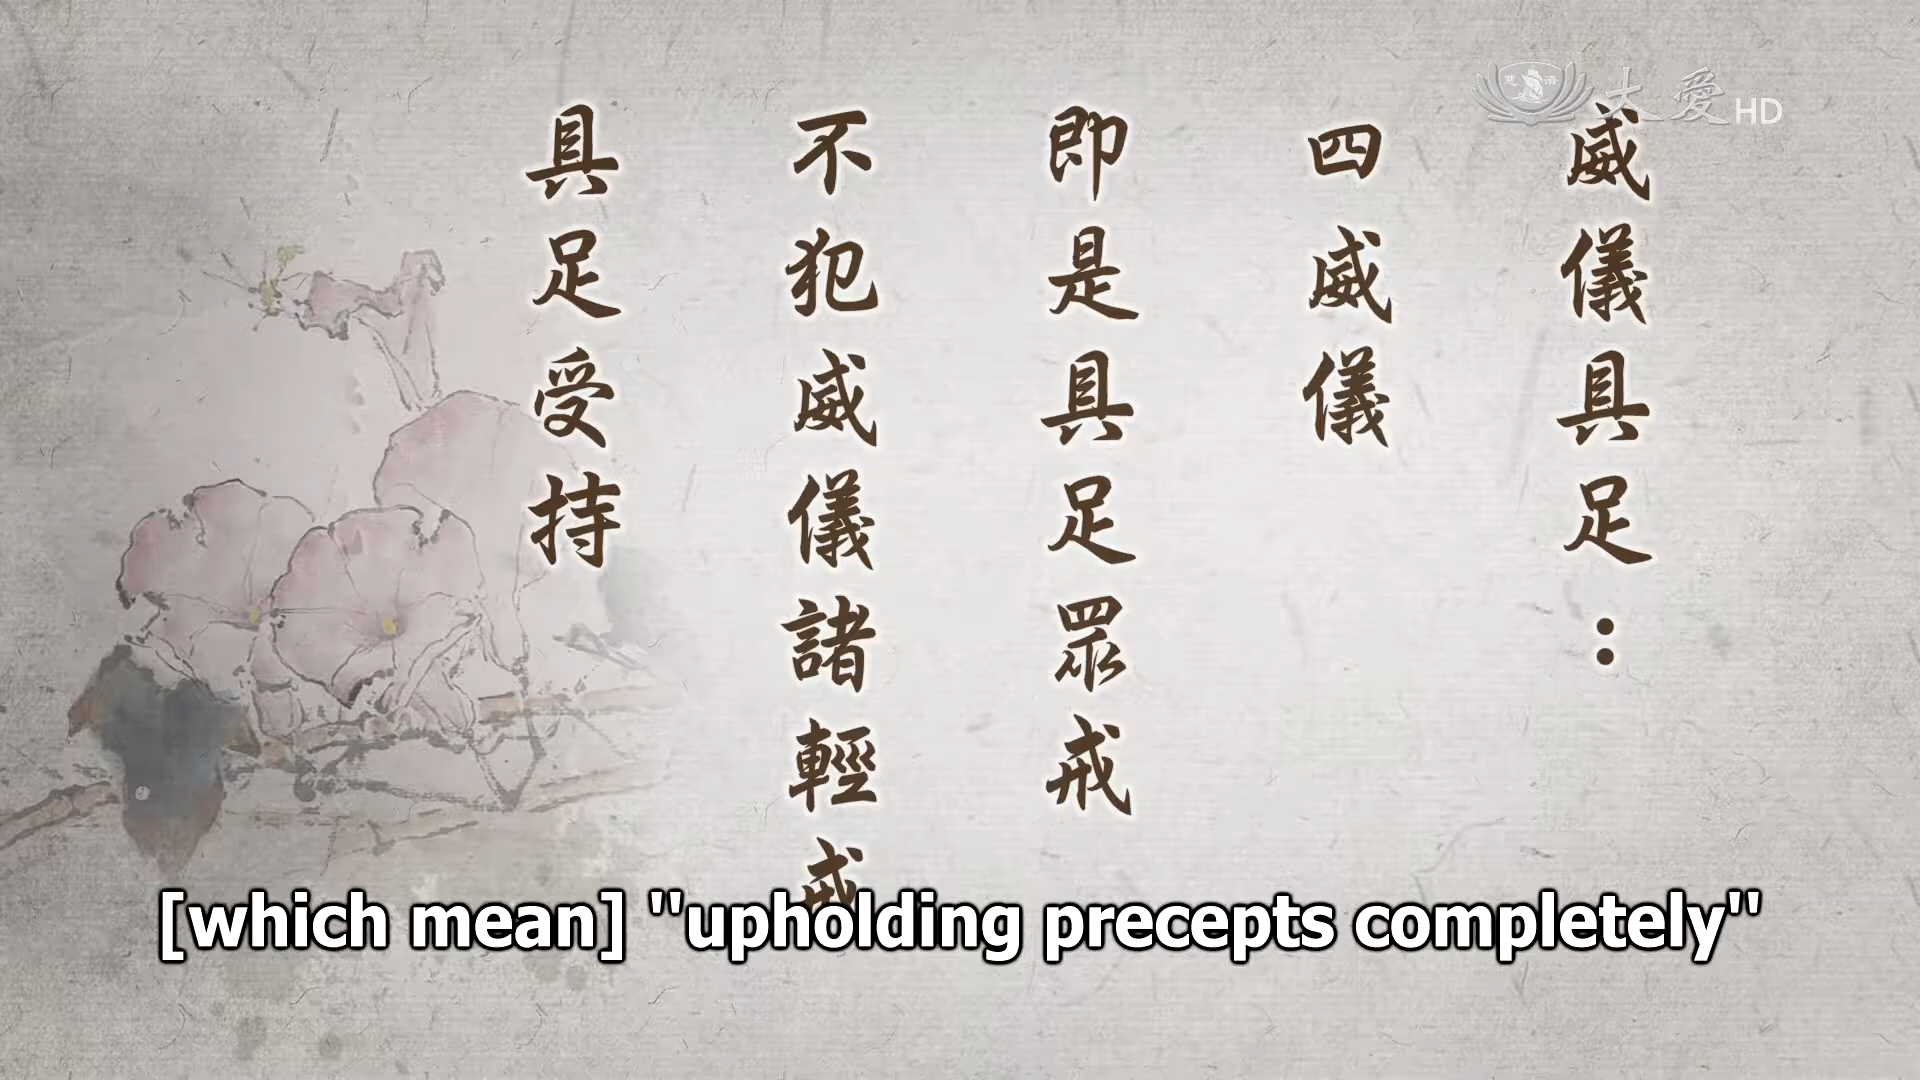 威儀具足：
四威儀
即是具足眾戒
不犯威儀諸輕戒
具足受持
大愛HD
[which mean] "upholding precepts completely"